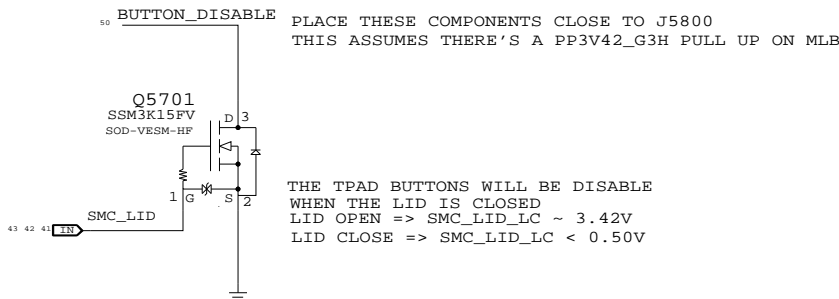 50 BUTTON_DISABLE
PLACE THESE COMPONENTS CLOSE TO J5800
THIS ASSUMES THERE'S A PP3V42_G3H PULL UP ON MLB
Q5701
SSM3K15FV
SOD-VESM-HF
D 3
1 G S 2
SMC_LID
43 42 41 IN
THE TPAD BUTTONS WILL BE DISABLE
WHEN THE LID IS CLOSED
LID OPEN => SMC_LID_LC ~ 3.42V
LID CLOSE => SMC_LID_LC < 0.50V